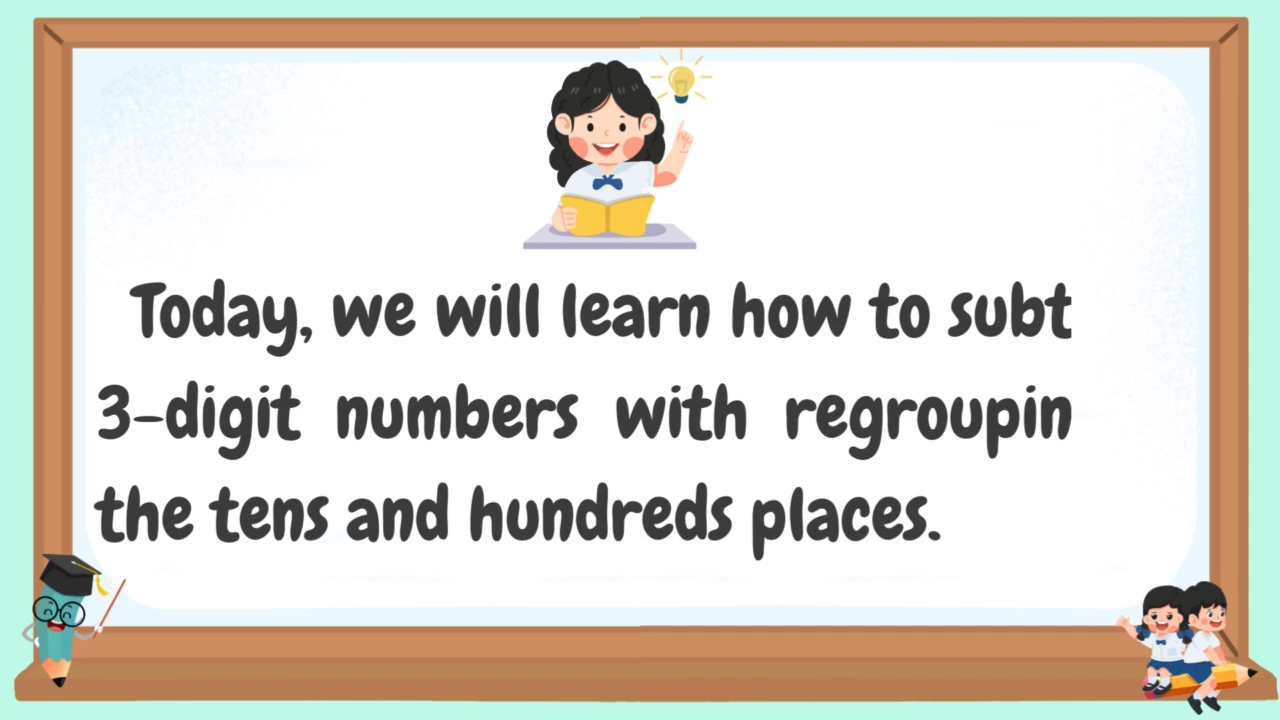 Today, we will learn how to subt
3-digit numbers with regroupin
the tens and hundreds places.